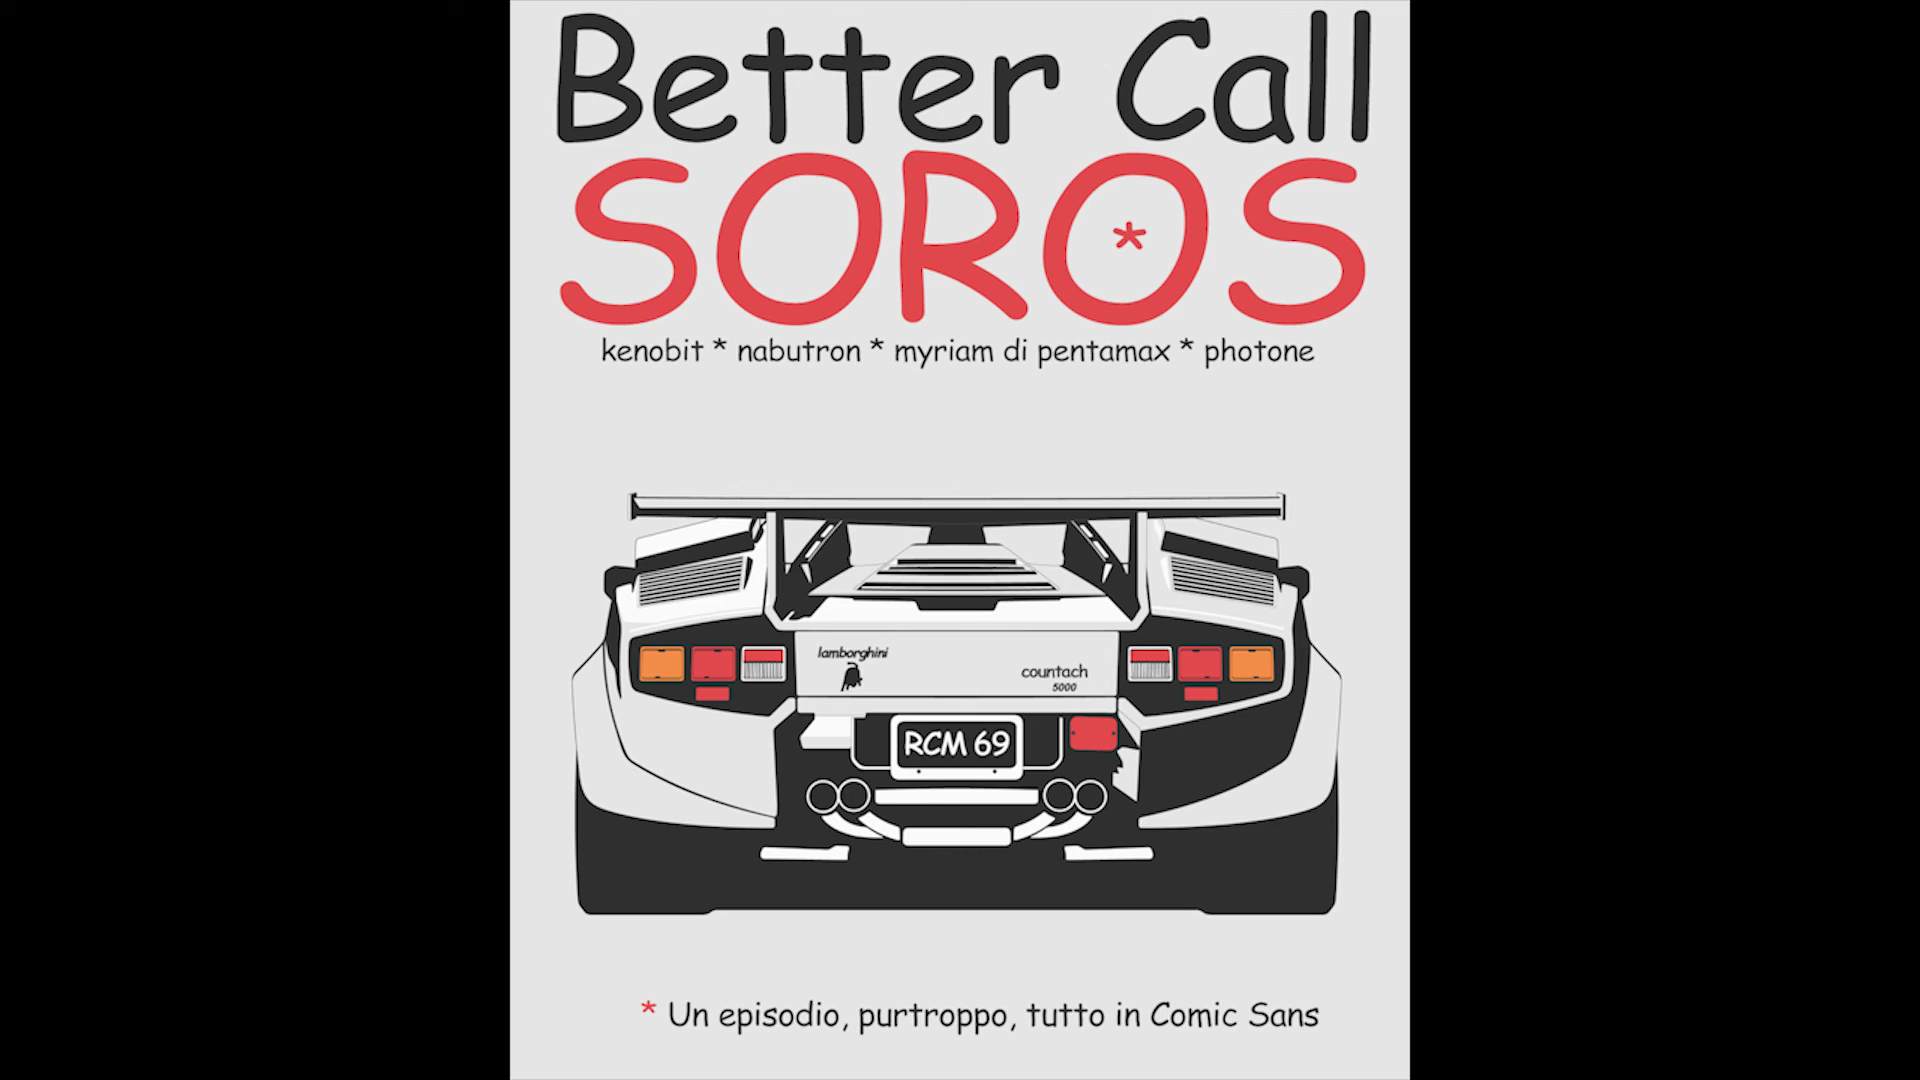 Better Call
SOROS
*
kenobit * nabutron * myriam di pentamax * photone
lamborghini
countach
5000
RCM 69
* Un episodio, purtroppo, tutto in Comic Sans